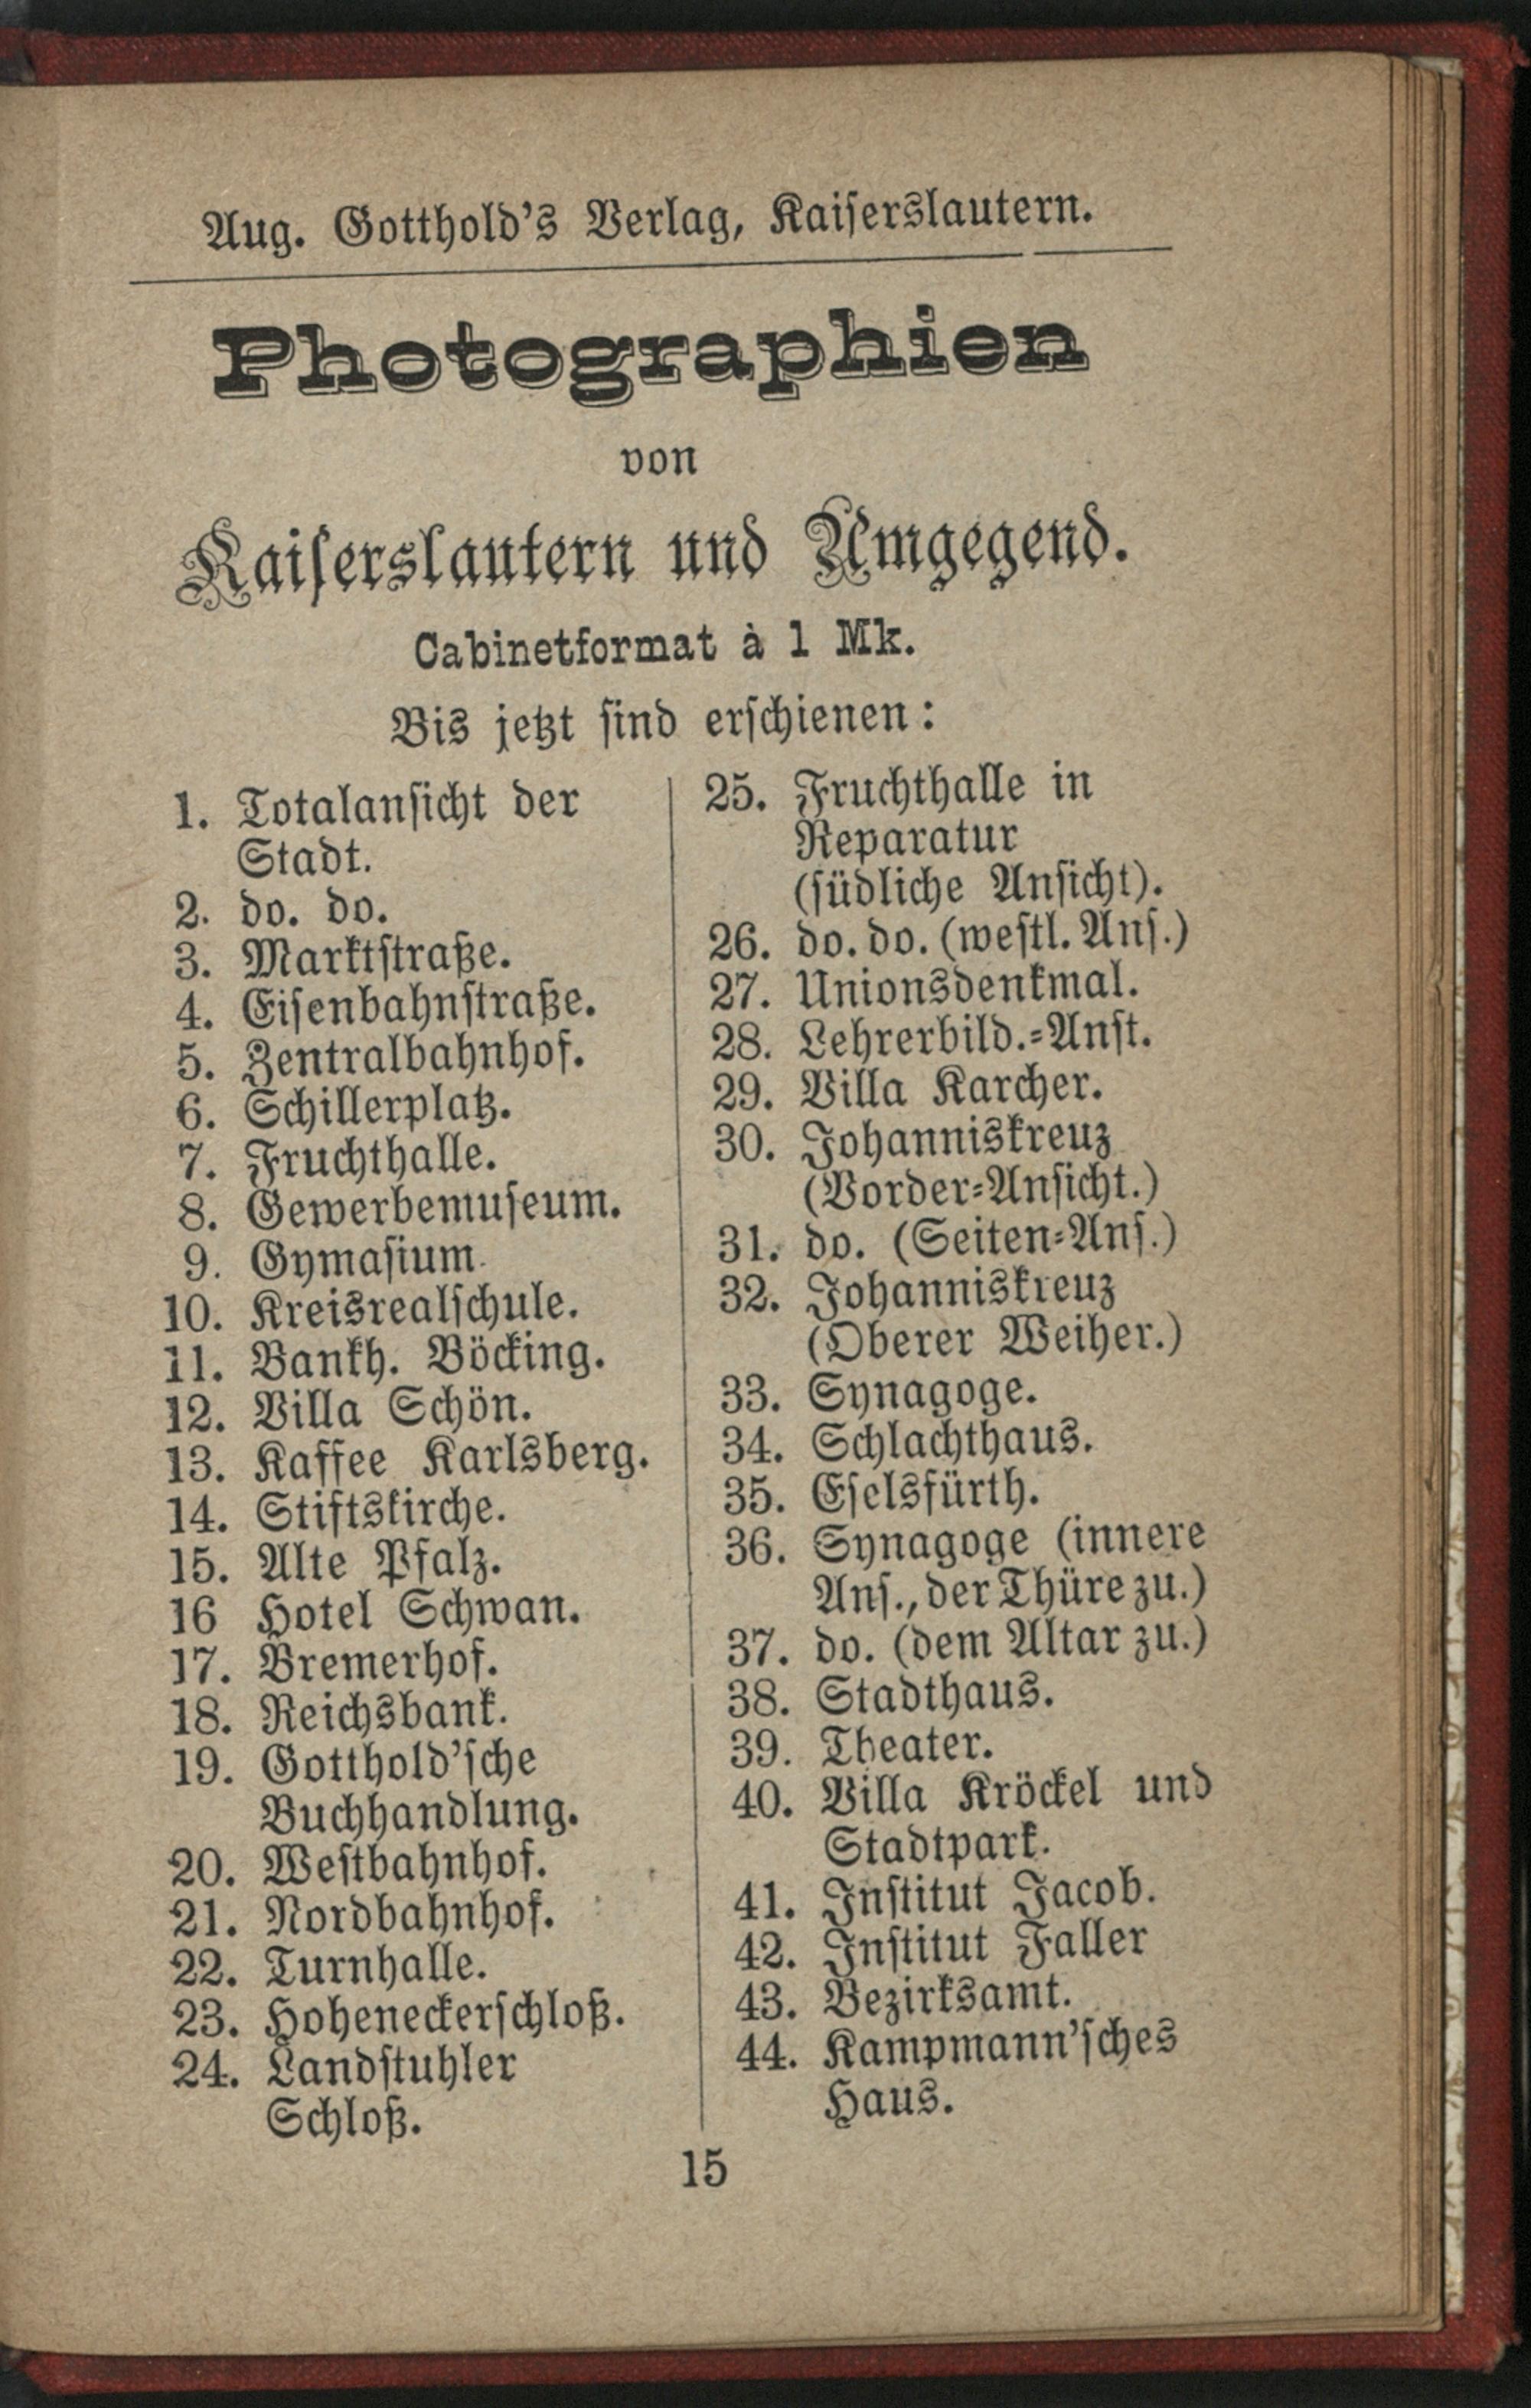 Aug. Gotthold's Verlag, Kaiserslautern.
Photographien
von
Kaiserslautern und Umgegend.
Cabinetformat à 1 Mk.
Bis jetzt sind erschienen:
1. Totalansicht der
Stadt.
2. do. do.
3. Marktstraße.
4. Eisenbahnstraße.
5. Zentralbahnhof.
6. Schillerplatz.
7. Fruchthalle.
8. Gewerbemuseum.
9. Gymasium.
10. Kreisrealschule.
11. Bankh. Böcking.
12. Villa Schön.
13. Kaffee Karlsberg.
14. Stiftskirche.
15. Alte Pfalz.
16 Hotel Schwan.
17. Bremerhof.
18. Reichsbank.
19. Gotthold'sche
Buchhandlung.
20. Westbahnhof.
21. Nordbahnhof.
22. Turnhalle.
23. Hoheneckerschloß.
24. Landstuhler
Schloß.
25. Fruchthalle in
Reparatur
(südliche Ansicht).
26. do. do. (westl. Ans.)
27. Unionsdenkmal.
28. Lehrerbild.-Anst.
29. Villa Karcher.
30. Johanniskreuz
(Vorder-Ansicht.)
31. do. (Seiten-Ans.)
32. Johanniskreuz
(Oberer Weiher.)
33. Synagoge.
34. Schlachthaus.
35. Eselsfürth.
36. Synagoge (innere
Ans., der Thüre zu.)
37. do. (dem Altar zu.)
38. Stadthaus.
39. Theater.
40. Villa Kröckel und
Stadtpark.
41. Institut Jacob.
42. Institut Faller
43. Bezirksamt.
44. Kampmann'sches
Haus.
15